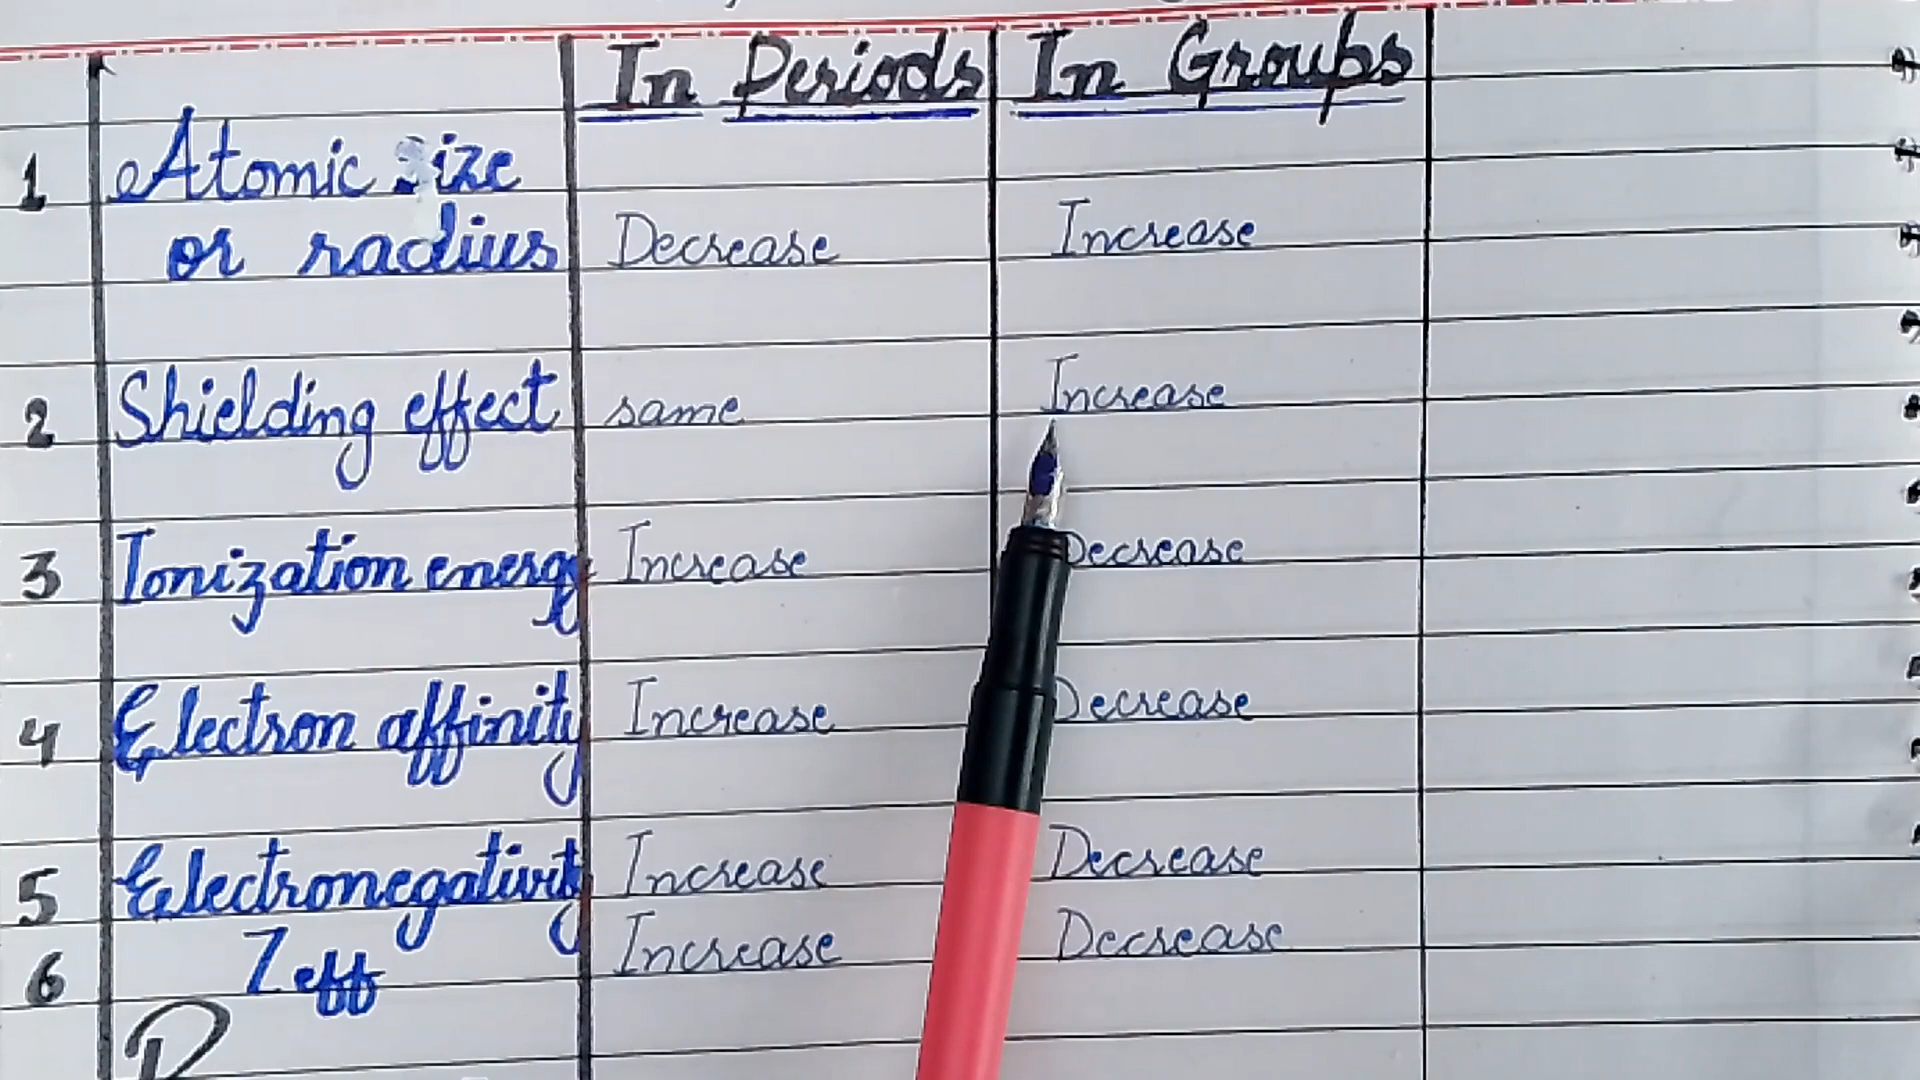 In Periods In Groups
1 Atomic size
or radius Decrease Increase
2 Shielding effect same Increase
3 Ionization energy Increase Decrease
4 Electron affinity Increase Decrease
5 Electronegativity Increase Decrease
6 Zeff Increase Decrease